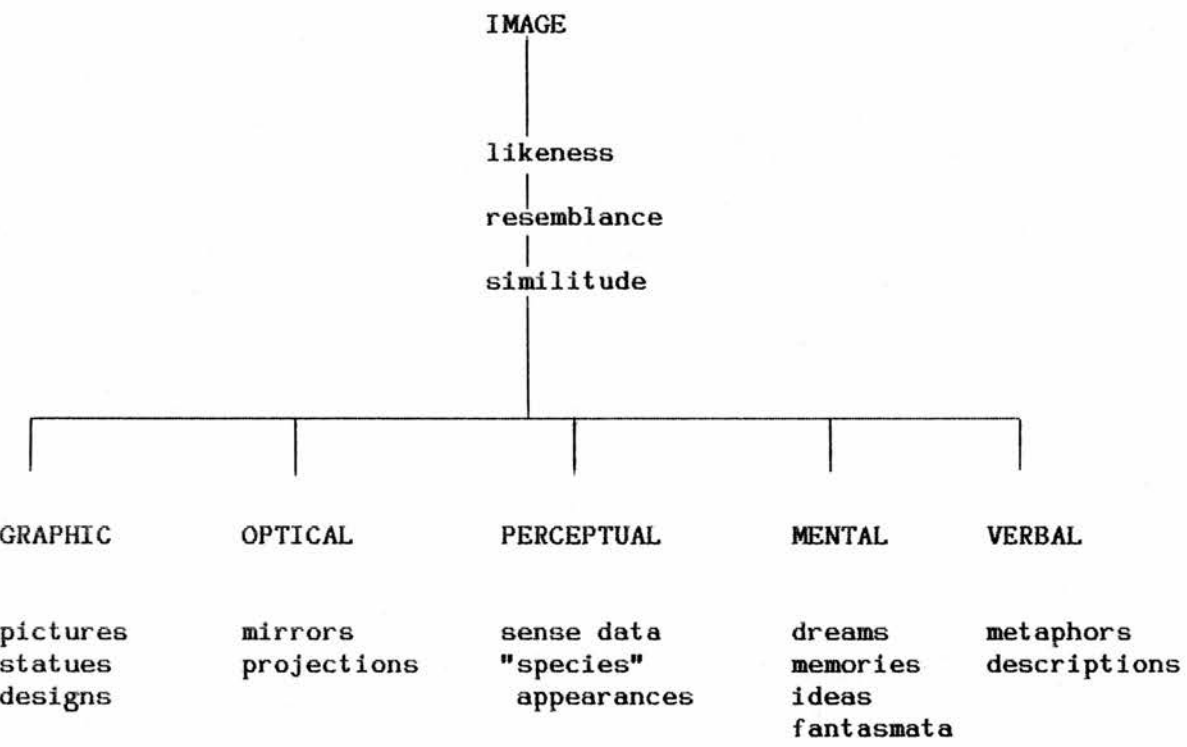 IMAGE
likeness
resemblance
similitude
GRAPHIC
OPTICAL
PERCEPTUAL
MENTAL
VERBAL
pictures
statues
designs
mirrors
projections
sense data
"species"
appearances
dreams
memories
ideas
fantasmata
metaphors
descriptions